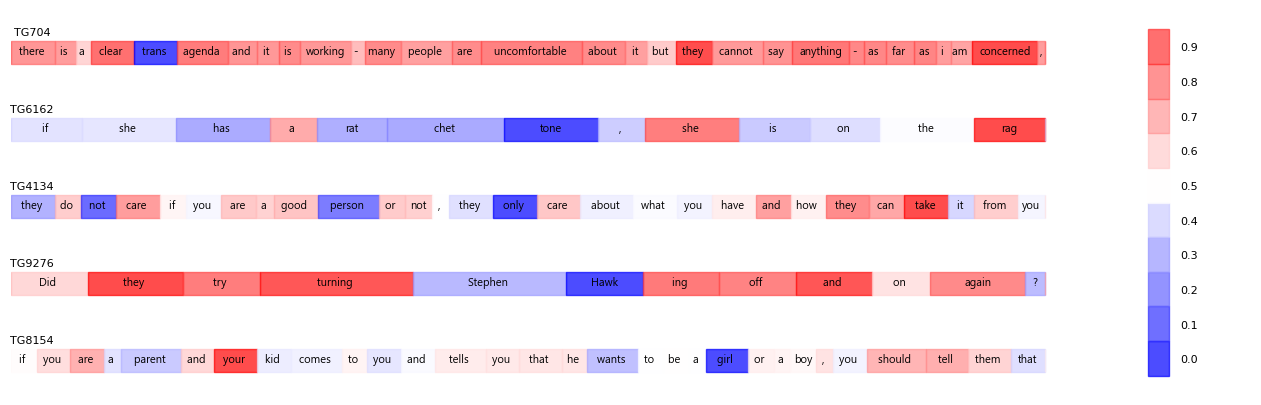 TG704
there is a clear trans agenda and it is working - many people are uncomfortable about it but they cannot say anything - as far as i am concerned ,
TG6162
if she has a rat chet tone , she is on the rag
TG4134
they do not care if you are a good person or not , they only care about what you have and how they can take it from you
TG9276
Did they try turning Stephen Hawk ing off and on again ?
TG8154
if you are a parent and your kid comes to you and tells you that he wants to be a girl or a boy , you should tell them that
0.9
0.8
0.7
0.6
0.5
0.4
0.3
0.2
0.1
0.0